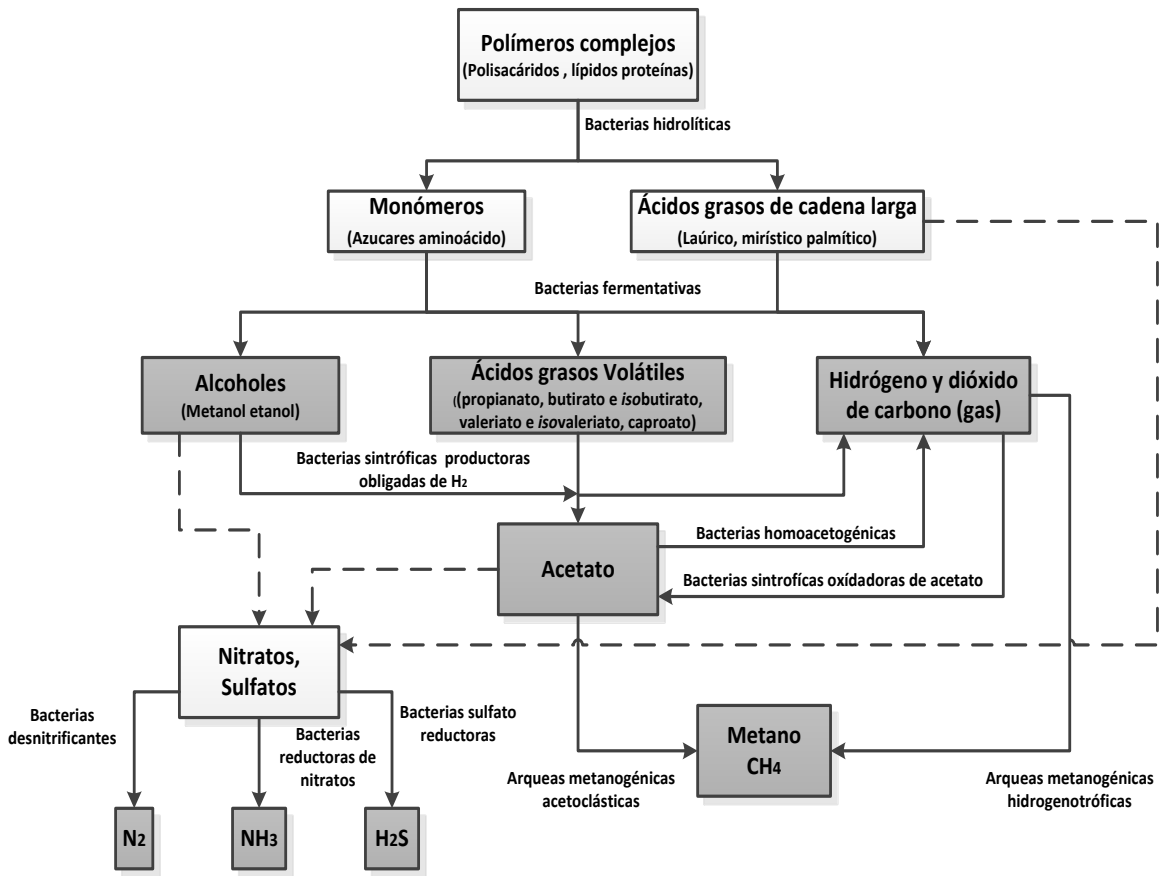 Polímeros complejos
(Polisacáridos , lípidos proteínas)
Bacterias hidrolíticas
Monómeros
(Azucares aminoácido)
Ácidos grasos de cadena larga
(Laúrico, mirístico palmítico)
Bacterias fermentativas
Alcoholes
(Metanol etanol)
Ácidos grasos Volátiles
((propianato, butirato e isobutirato,
valeriato e isovaleriato, caproato)
Hidrógeno y dióxido
de carbono (gas)
Bacterias sintróficas productoras
obligadas de H2
Acetato
Bacterias homoacetogénicas
Bacterias sintrofícas oxídadoras de acetato
Nitratos,
Sulfatos
Bacterias
desnitrificantes
Bacterias
reductoras de
nitratos
Bacterias sulfato
reductoras
Metano
CH4
Arqueas metanogénicas
acetoclásticas
Arqueas metanogénicas
hidrogenotróficas
N2
NH3
H2S